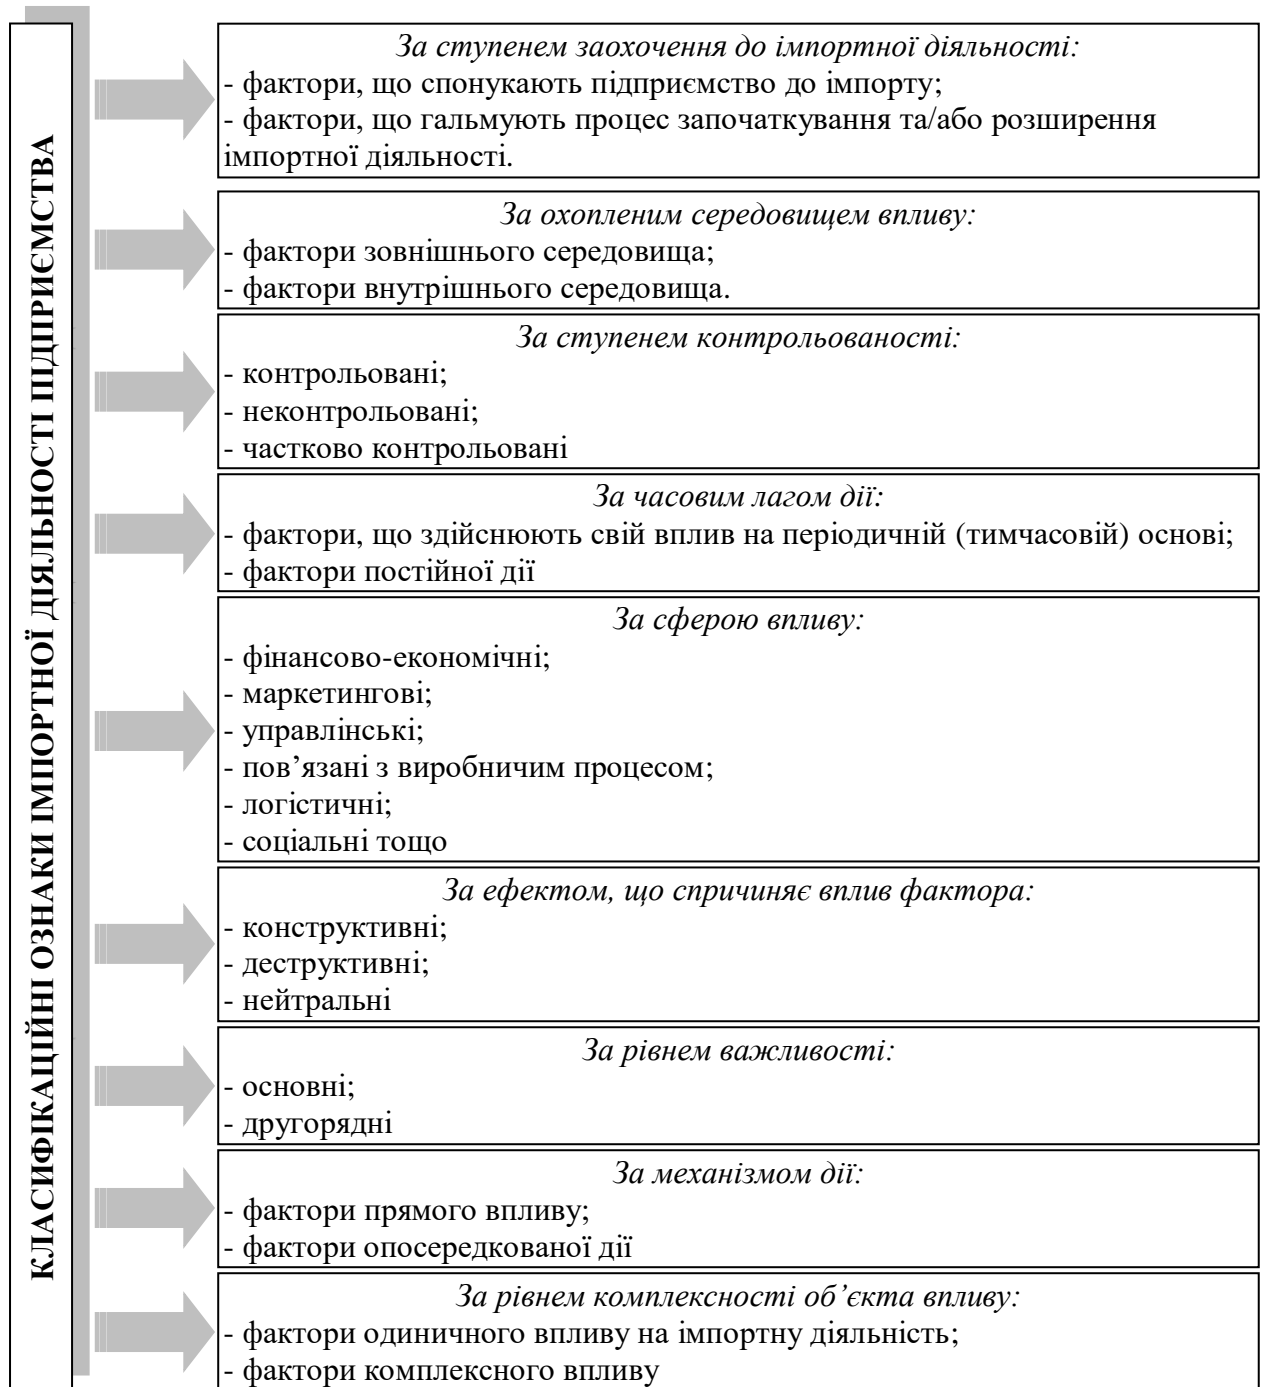 КЛАСИФІКАЦІЙНІ ОЗНАКИ ІМПОРТНОЇ ДІЯЛЬНОСТІ ПІДПРИЄМСТВА
За ступенем заохочення до імпортної діяльності:
- фактори, що спонукають підприємство до імпорту;
- фактори, що гальмують процес започаткування та/або розширення
імпортної діяльності.
За охопленим середовищем впливу:
- фактори зовнішнього середовища;
- фактори внутрішнього середовища.
За ступенем контрольованості:
- контрольовані;
- неконтрольовані;
- частково контрольовані
За часовим лагом дії:
- фактори, що здійснюють свій вплив на періодичній (тимчасовій) основі;
- фактори постійної дії
За сферою впливу:
- фінансово-економічні;
- маркетингові;
- управлінські;
- пов’язані з виробничим процесом;
- логістичні;
- соціальні тощо
За ефектом, що спричиняє вплив фактора:
- конструктивні;
- деструктивні;
- нейтральні
За рівнем важливості:
- основні;
- другорядні
За механізмом дії:
- фактори прямого впливу;
- фактори опосередкованої дії
За рівнем комплексності об’єкта впливу:
- фактори одиничного впливу на імпортну діяльність;
- фактори комплексного впливу